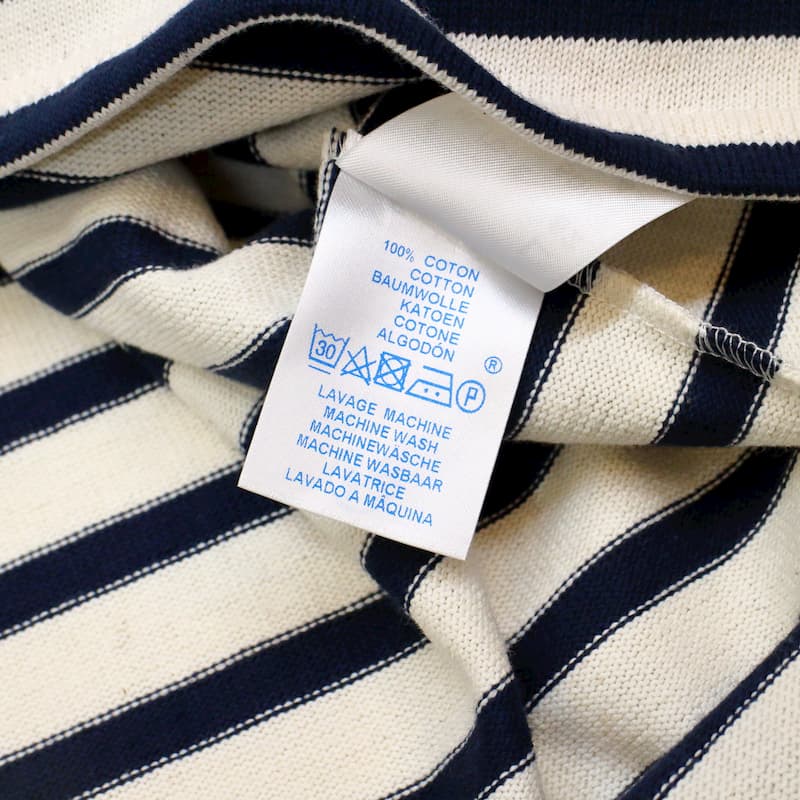 100% COTON
COTTON
BAUMWOLLE
KATOEN
COTONE
ALGODÓN
30 P ®
LAVAGE MACHINE
MACHINE WASH
MACHINEWÄSCHE
MACHINE WASBAAR
LAVATRICE
LAVADO A MÁQUINA